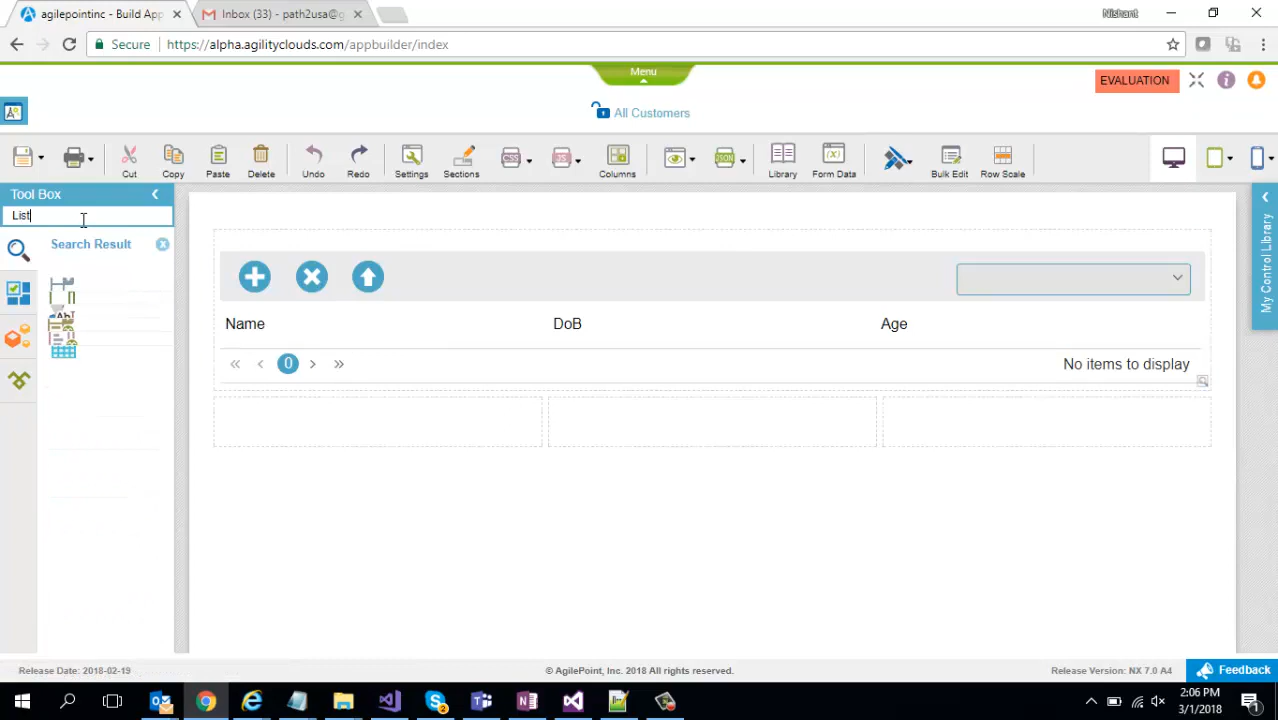 agilepointinc - Build App
Inbox (33) - path2usa@g
Nishant
Secure
https://alpha.agilityclouds.com/appbuilder/index
Menu
EVALUATION
All Customers
Cut
Copy
Paste
Delete
Undo
Redo
CSS
JS
Settings
Sections
Columns
JSON
Library
Form Data
Bulk Edit
Row Scale
Tool Box
List
Search Result
My Control Library
Name
DoB
Age
0
No items to display
Release Date: 2018-02-19
© AgilePoint, Inc. 2018 All rights reserved.
Release Version: NX 7.0 A4
Feedback
2:06 PM
3/1/2018